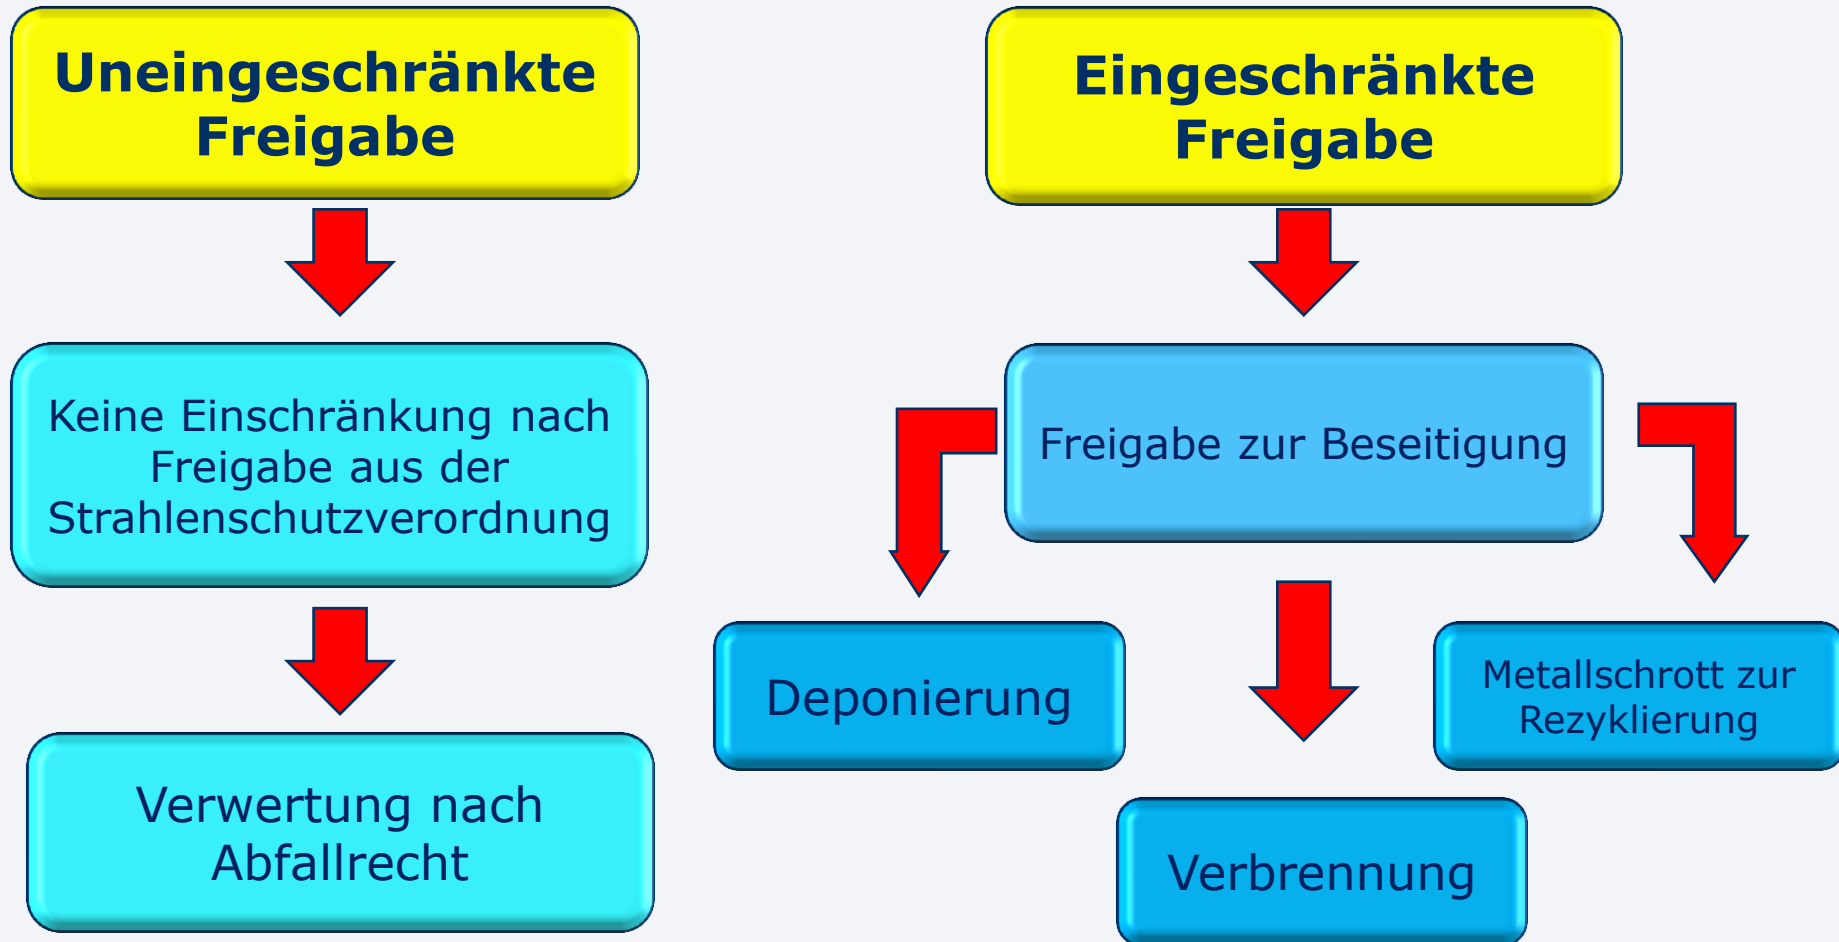 Uneingeschränkte
Freigabe
Keine Einschränkung nach
Freigabe aus der
Strahlenschutzverordnung
Verwertung nach
Abfallrecht
Eingeschränkte
Freigabe
Freigabe zur Beseitigung
Deponierung
Verbrennung
Metallschrott zur
Rezyklierung